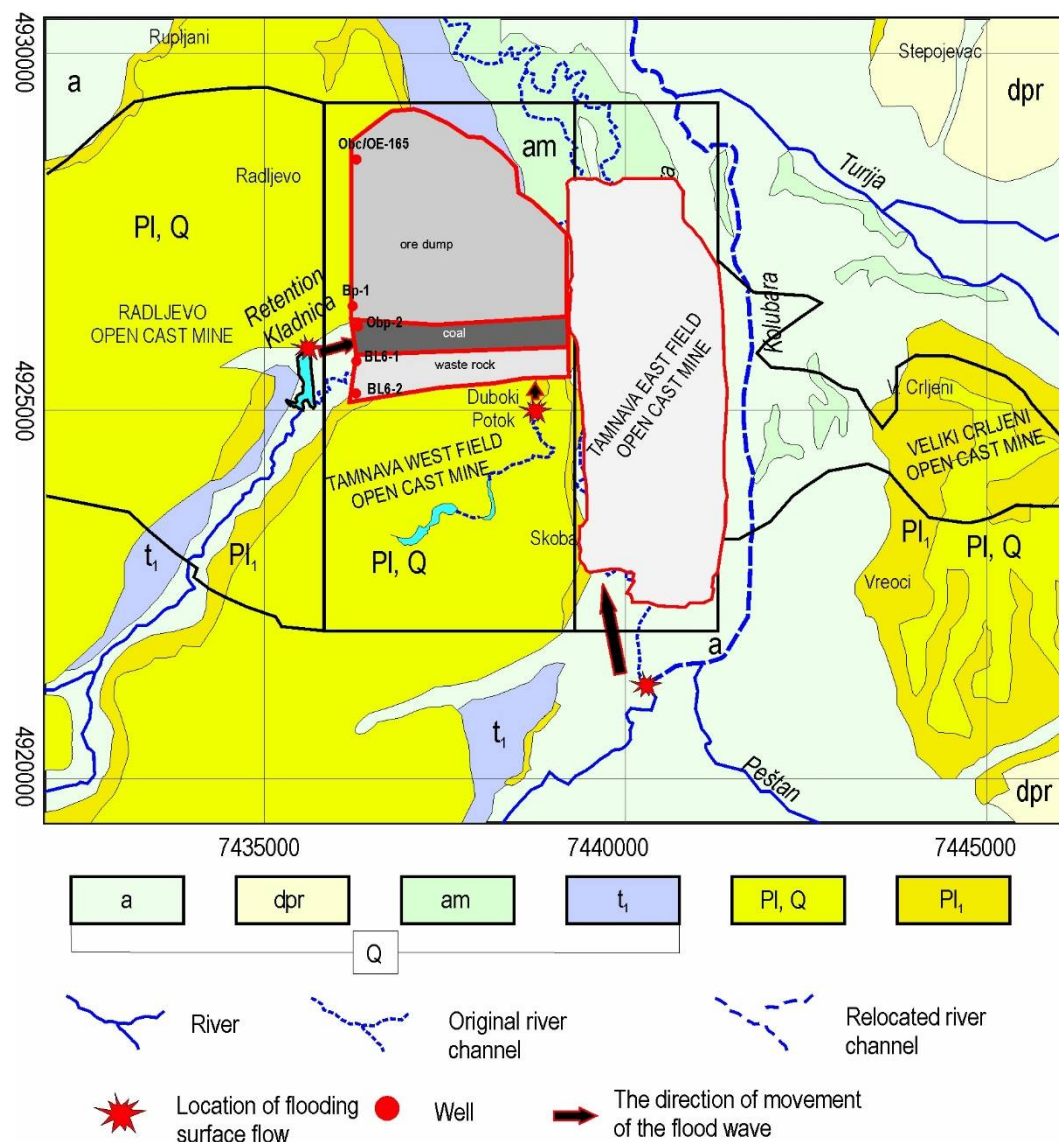 4930000
4925000
4920000
Rupljani
Stepojevac
a
dpr
Obc/OE-165
am
Radljevo
Turija
Pl, Q
ore dump
Retention
Kladnica
Bp-1
RADLJEVO
OPEN CAST MINE
Obp-2
coal
Kolubara
BL6-1
waste rock
BL6-2
TAMNAVA EAST FIELD
OPEN CAST MINE
V. Crljeni
Duboki
Potok
VELIKI CRLJENI
OPEN CAST MINE
TAMNAVA WEST FIELD
OPEN CAST MINE
Skoba
t1
Pl1
Pl, Q
Pl1
Pl, Q
Vreoci
a
t1
Peštan
dpr
7435000
7440000
7445000
a
dpr
am
t1
Pl, Q
Pl1
Q
River
Original river
channel
Relocated river
channel
Location of flooding
surface flow
Well
The direction of movement
of the flood wave